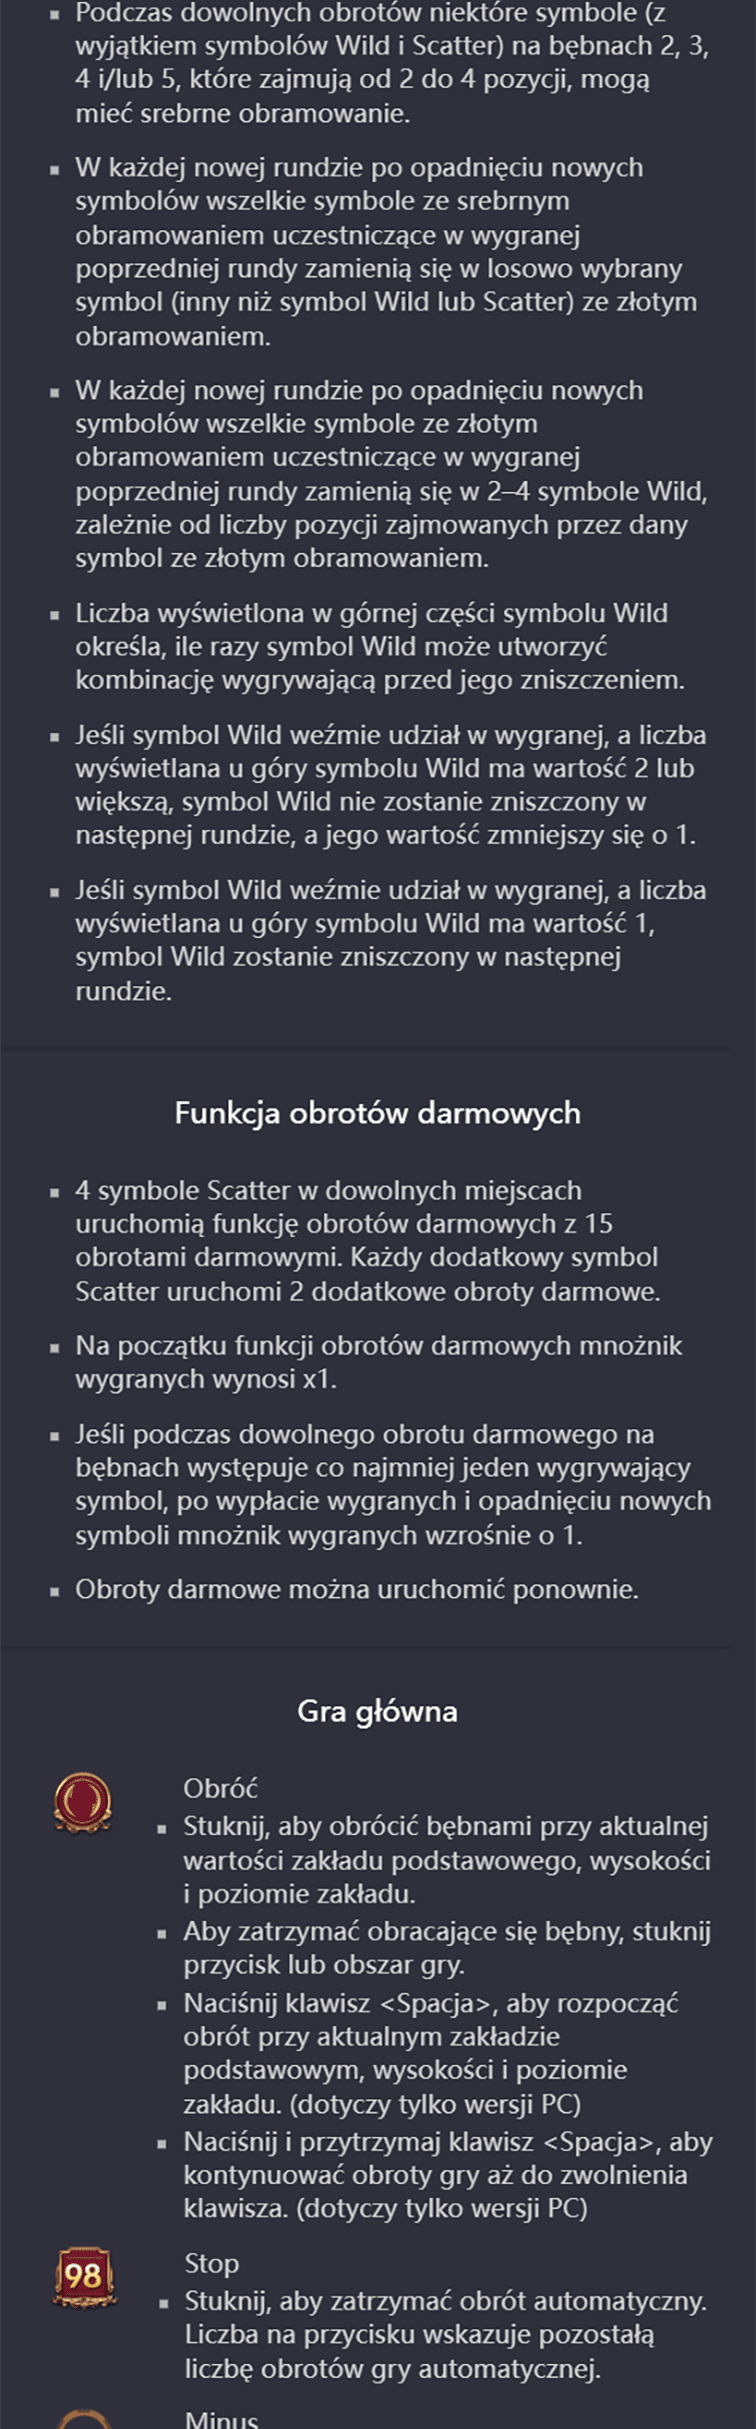 ▪ Podczas dowolnych obrotów niektóre symbole (z
wyjątkiem symbolów Wild i Scatter) na bębnach 2, 3,
4 i/lub 5, które zajmują od 2 do 4 pozycji, mogą
mieć srebrne obramowanie.
▪ W każdej nowej rundzie po opadnięciu nowych
symbolów wszelkie symbole ze srebrnym
obramowaniem uczestniczące w wygranej
poprzedniej rundy zamienią się w losowo wybrany
symbol (inny niż symbol Wild lub Scatter) ze złotym
obramowaniem.
▪ W każdej nowej rundzie po opadnięciu nowych
symbolów wszelkie symbole ze złotym
obramowaniem uczestniczące w wygranej
poprzedniej rundy zamienią się w 2–4 symbole Wild,
zależnie od liczby pozycji zajmowanych przez dany
symbol ze złotym obramowaniem.
▪ Liczba wyświetlona w górnej części symbolu Wild
określa, ile razy symbol Wild może utworzyć
kombinację wygrywającą przed jego zniszczeniem.
▪ Jeśli symbol Wild weźmie udział w wygranej, a liczba
wyświetlana u góry symbolu Wild ma wartość 2 lub
większą, symbol Wild nie zostanie zniszczony w
następnej rundzie, a jego wartość zmniejszy się o 1.
▪ Jeśli symbol Wild weźmie udział w wygranej, a liczba
wyświetlana u góry symbolu Wild ma wartość 1,
symbol Wild zostanie zniszczony w następnej
rundzie.
Funkcja obrotów darmowych
▪ 4 symbole Scatter w dowolnych miejscach
uruchomią funkcję obrotów darmowych z 15
obrotami darmowymi. Każdy dodatkowy symbol
Scatter uruchomi 2 dodatkowe obroty darmowe.
▪ Na początku funkcji obrotów darmowych mnożnik
wygranych wynosi x1.
▪ Jeśli podczas dowolnego obrotu darmowego na
bębnach występuje co najmniej jeden wygrywający
symbol, po wypłacie wygranych i opadnięciu nowych
symboli mnożnik wygranych wzrośnie o 1.
▪ Obroty darmowe można uruchomić ponownie.
Gra główna
Obróć
▪ Stuknij, aby obrócić bębnami przy aktualnej
wartości zakładu podstawowego, wysokości
i poziomie zakładu.
▪ Aby zatrzymać obracające się bębny, stuknij
przycisk lub obszar gry.
▪ Naciśnij klawisz <Spacja>, aby rozpocząć
obrót przy aktualnym zakładzie
podstawowym, wysokości i poziomie
zakładu. (dotyczy tylko wersji PC)
▪ Naciśnij i przytrzymaj klawisz <Spacja>, aby
kontynuować obroty gry aż do zwolnienia
klawisza. (dotyczy tylko wersji PC)
98 Stop
▪ Stuknij, aby zatrzymać obrót automatyczny.
Liczba na przycisku wskazuje pozostałą
liczbę obrotów gry automatycznej.
Minus